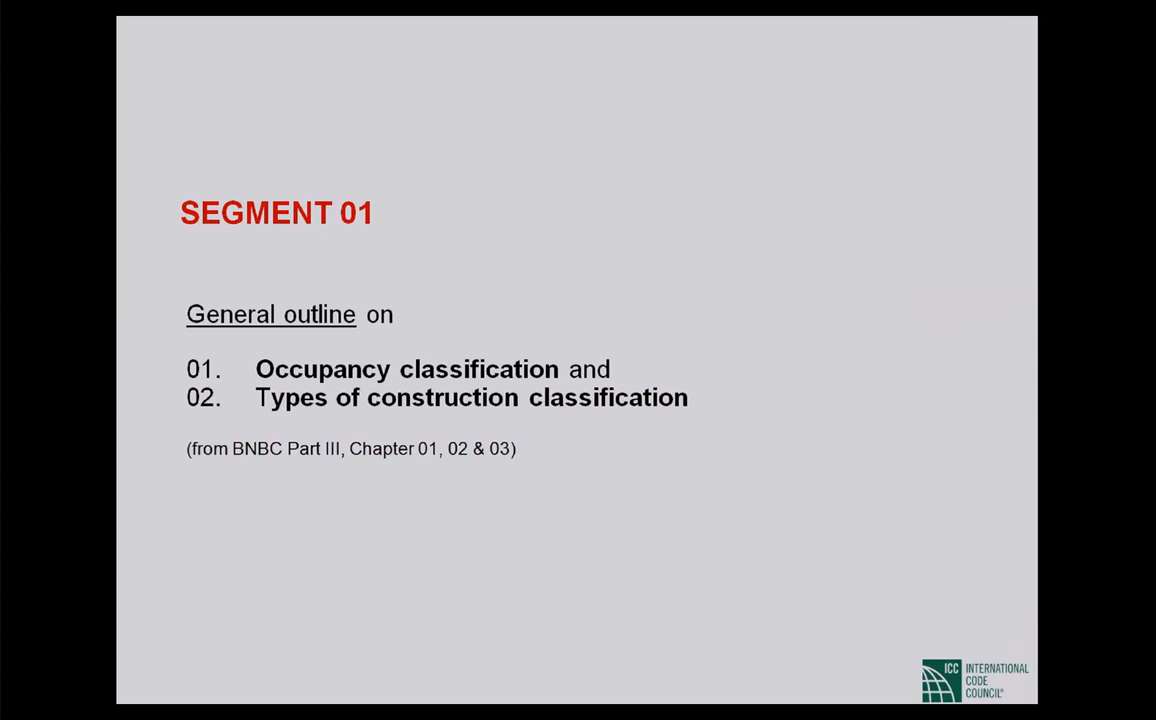 SEGMENT 01
General outline on
01. Occupancy classification and
02. Types of construction classification
(from BNBC Part III, Chapter 01, 02 & 03)
ICC INTERNATIONAL
CODE
COUNCIL®